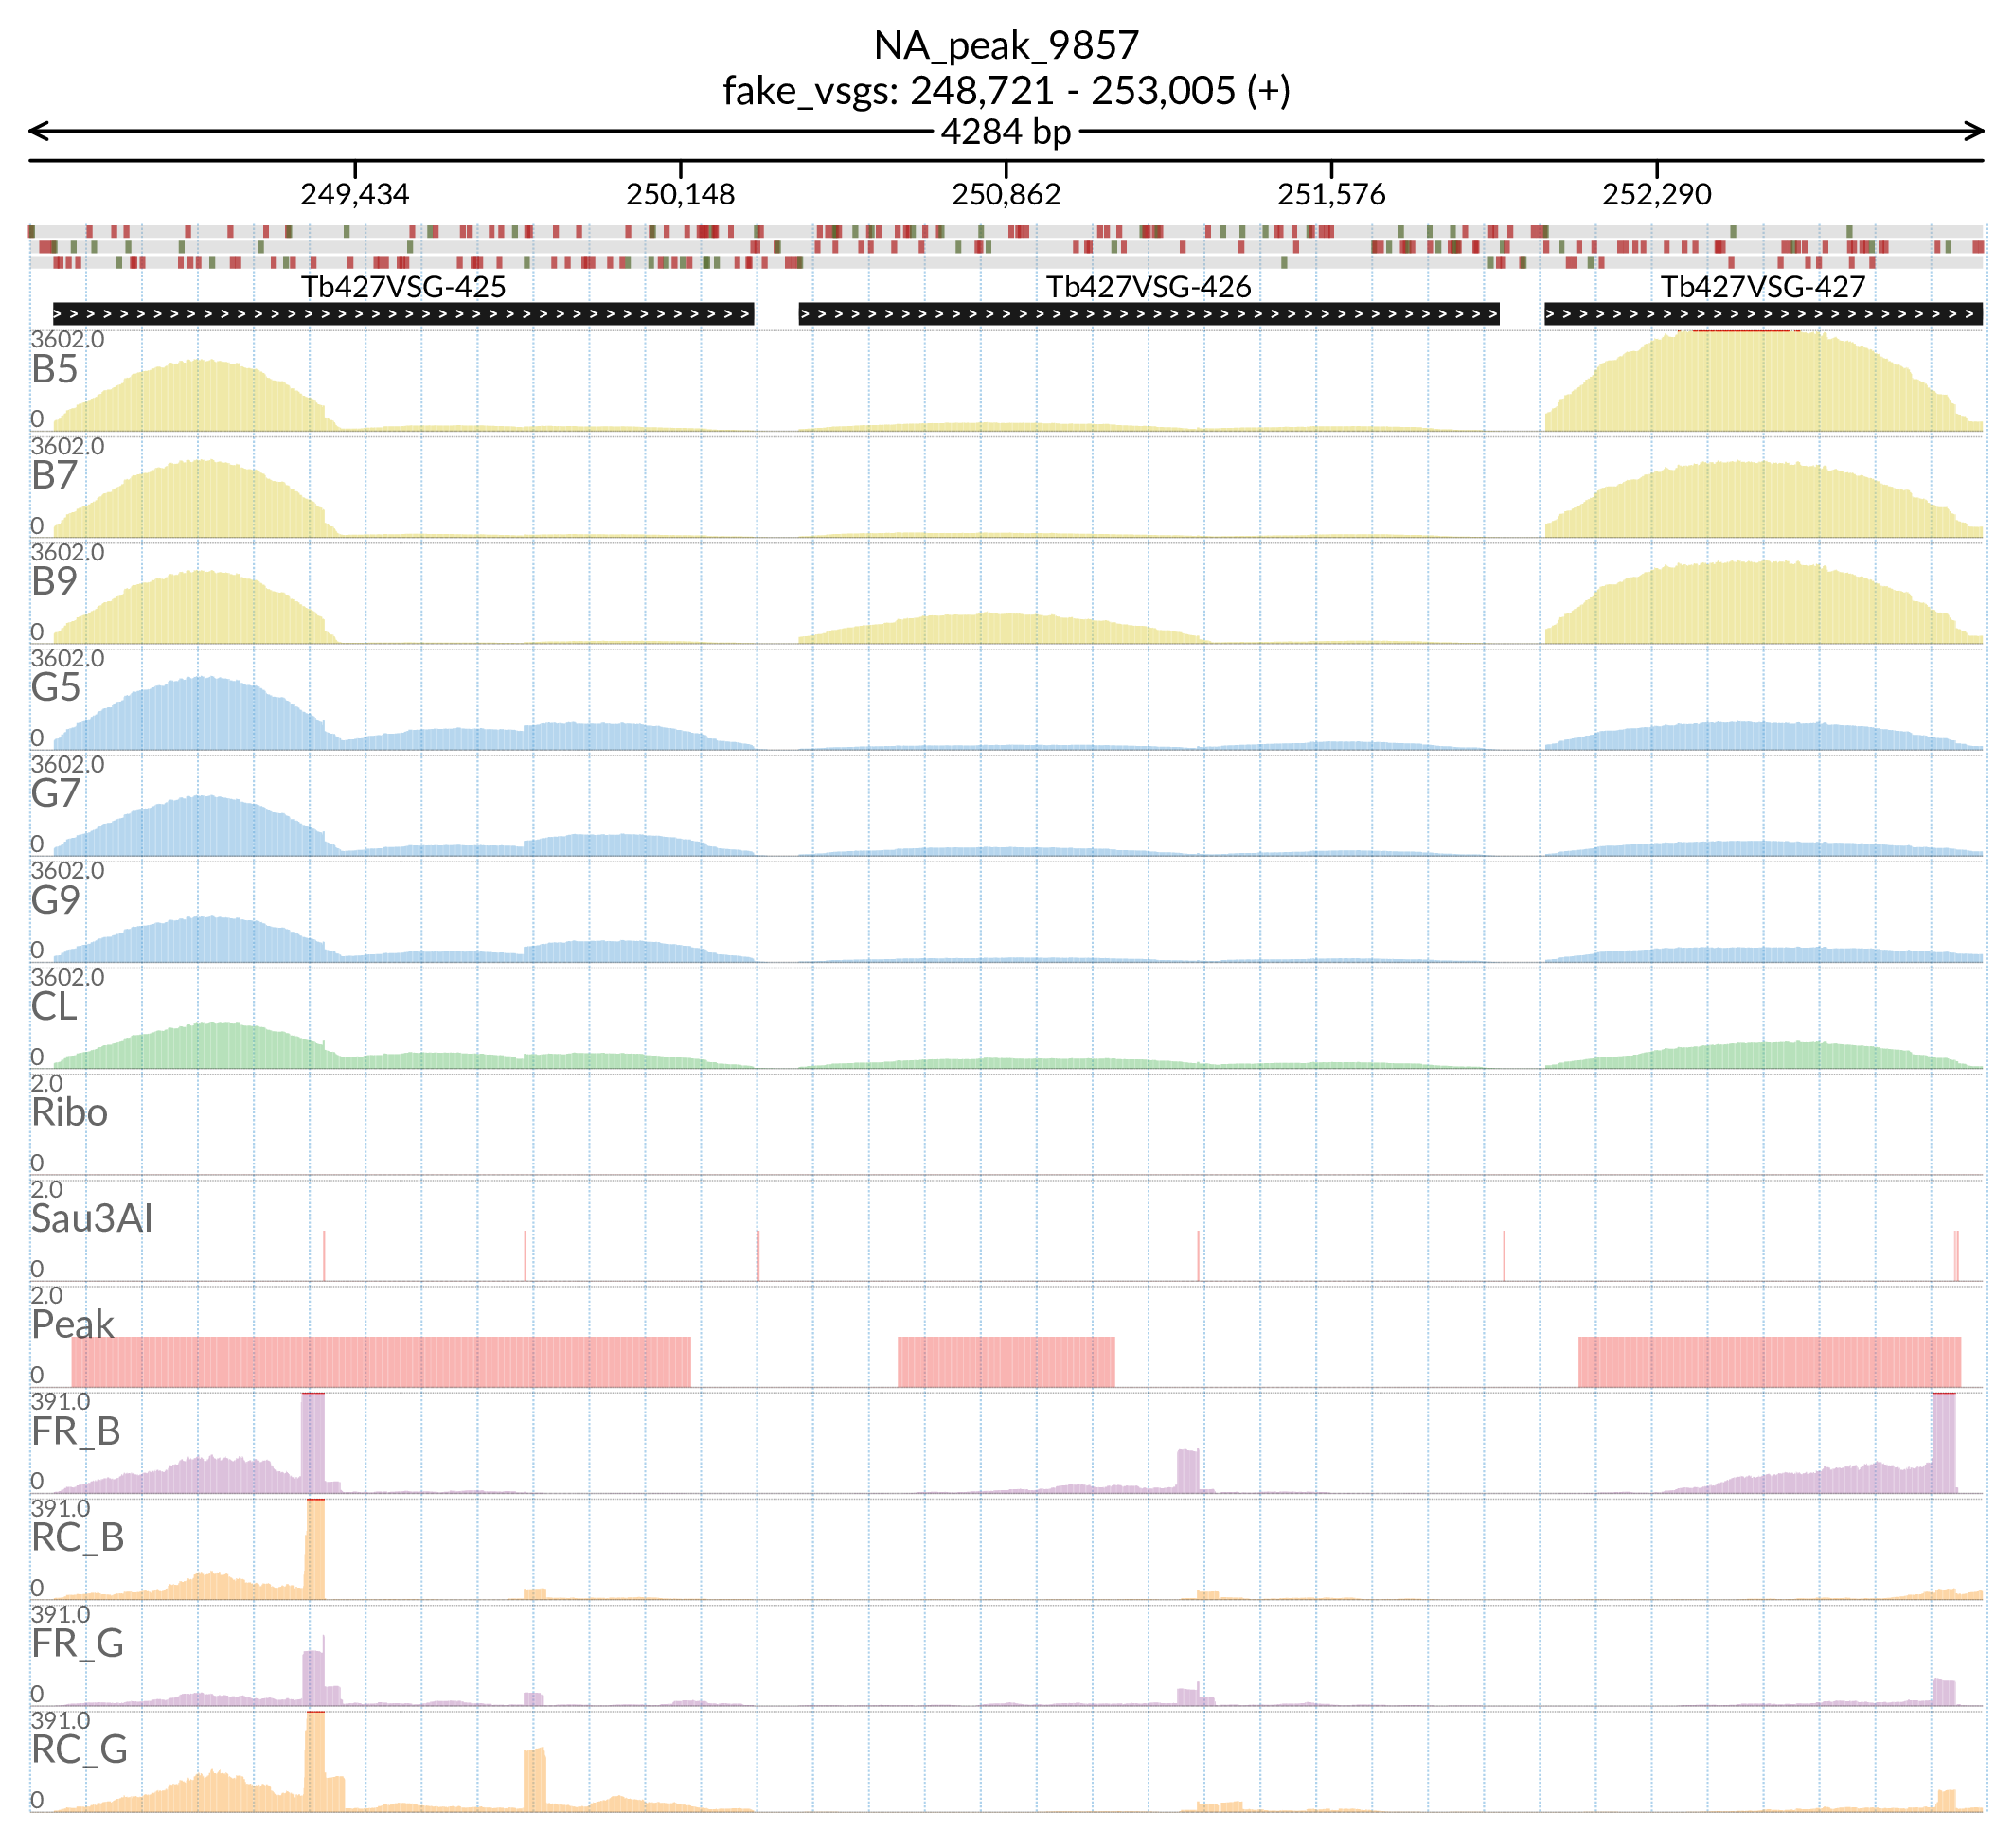 NA_peak_9857
fake_vsgs: 248,721 - 253,005 (+)
4284 bp
249,434 250,148 250,862 251,576 252,290
Tb427VSG-425 Tb427VSG-426 Tb427VSG-427
3602.0
B5
0
3602.0
B7
0
3602.0
B9
0
3602.0
G5
0
3602.0
G7
0
3602.0
G9
0
3602.0
CL
0
2.0
Ribo
0
2.0
Sau3AI
0
2.0
Peak
0
391.0
FR_B
0
391.0
RC_B
0
391.0
FR_G
0
391.0
RC_G
0